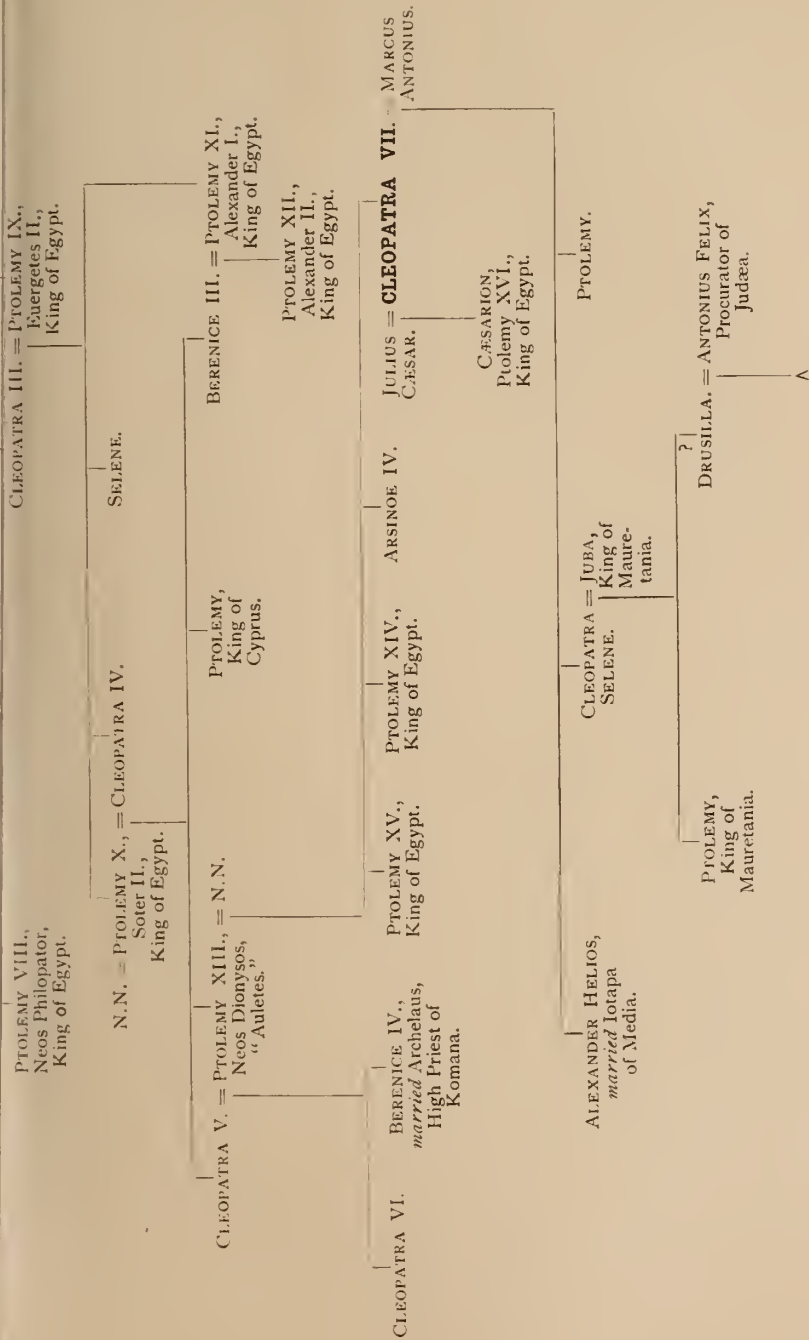 PTOLEMY VIII.,
Neos Philopator,
King of Egypt.
CLEOPATRA III. = PTOLEMY IX.,
Euergetes II.,
King of Egypt.
N.N. = PTOLEMY X., = CLEOPATRA IV.
Soter II.,
King of Egypt.
SELENE.
BERENICE III. = PTOLEMY XI.,
Alexander I.,
King of Egypt.
CLEOPATRA V. = PTOLEMY XIII., = N.N.
Neos Dionysos,
“Auletes.”
PTOLEMY,
King of
Cyprus.
PTOLEMY XII.,
Alexander II.,
King of Egypt.
CLEOPATRA VI.
BERENICE IV.,
married Archelaus,
High Priest of
Komana.
PTOLEMY XV.,
King of Egypt.
PTOLEMY XIV.,
King of Egypt.
ARSINOE IV.
JULIUS = CLEOPATRA VII. = MARCUS
CÆSAR. ANTONIUS.
CÆSARION,
Ptolemy XVI.,
King of Egypt.
ALEXANDER HELIOS,
married Iotapa
of Media.
CLEOPATRA = JUBA,
SELENE. King of
Maure-
tania.
PTOLEMY.
PTOLEMY,
King of
Mauretania.
?
DRUSILLA. = ANTONIUS FELIX,
Procurator of
Judæa.